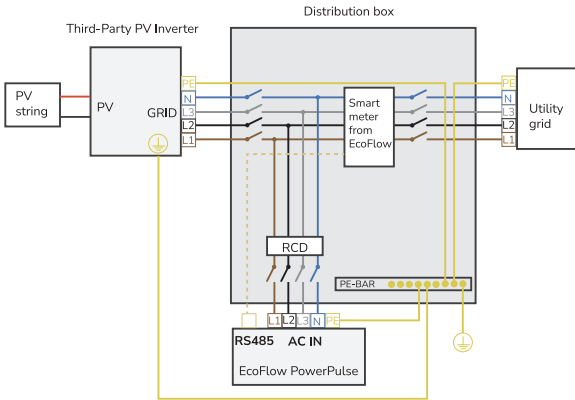 Distribution box
Third-Party PV Inverter
PV
string
PV
GRID
PE
N
L3
L2
L1
Smart
meter
from
EcoFlow
PE
N
L3
L2
L1
Utility
grid
RCD
PE-BAR
L1 L2 L3 N PE
RS485 AC IN
EcoFlow PowerPulse